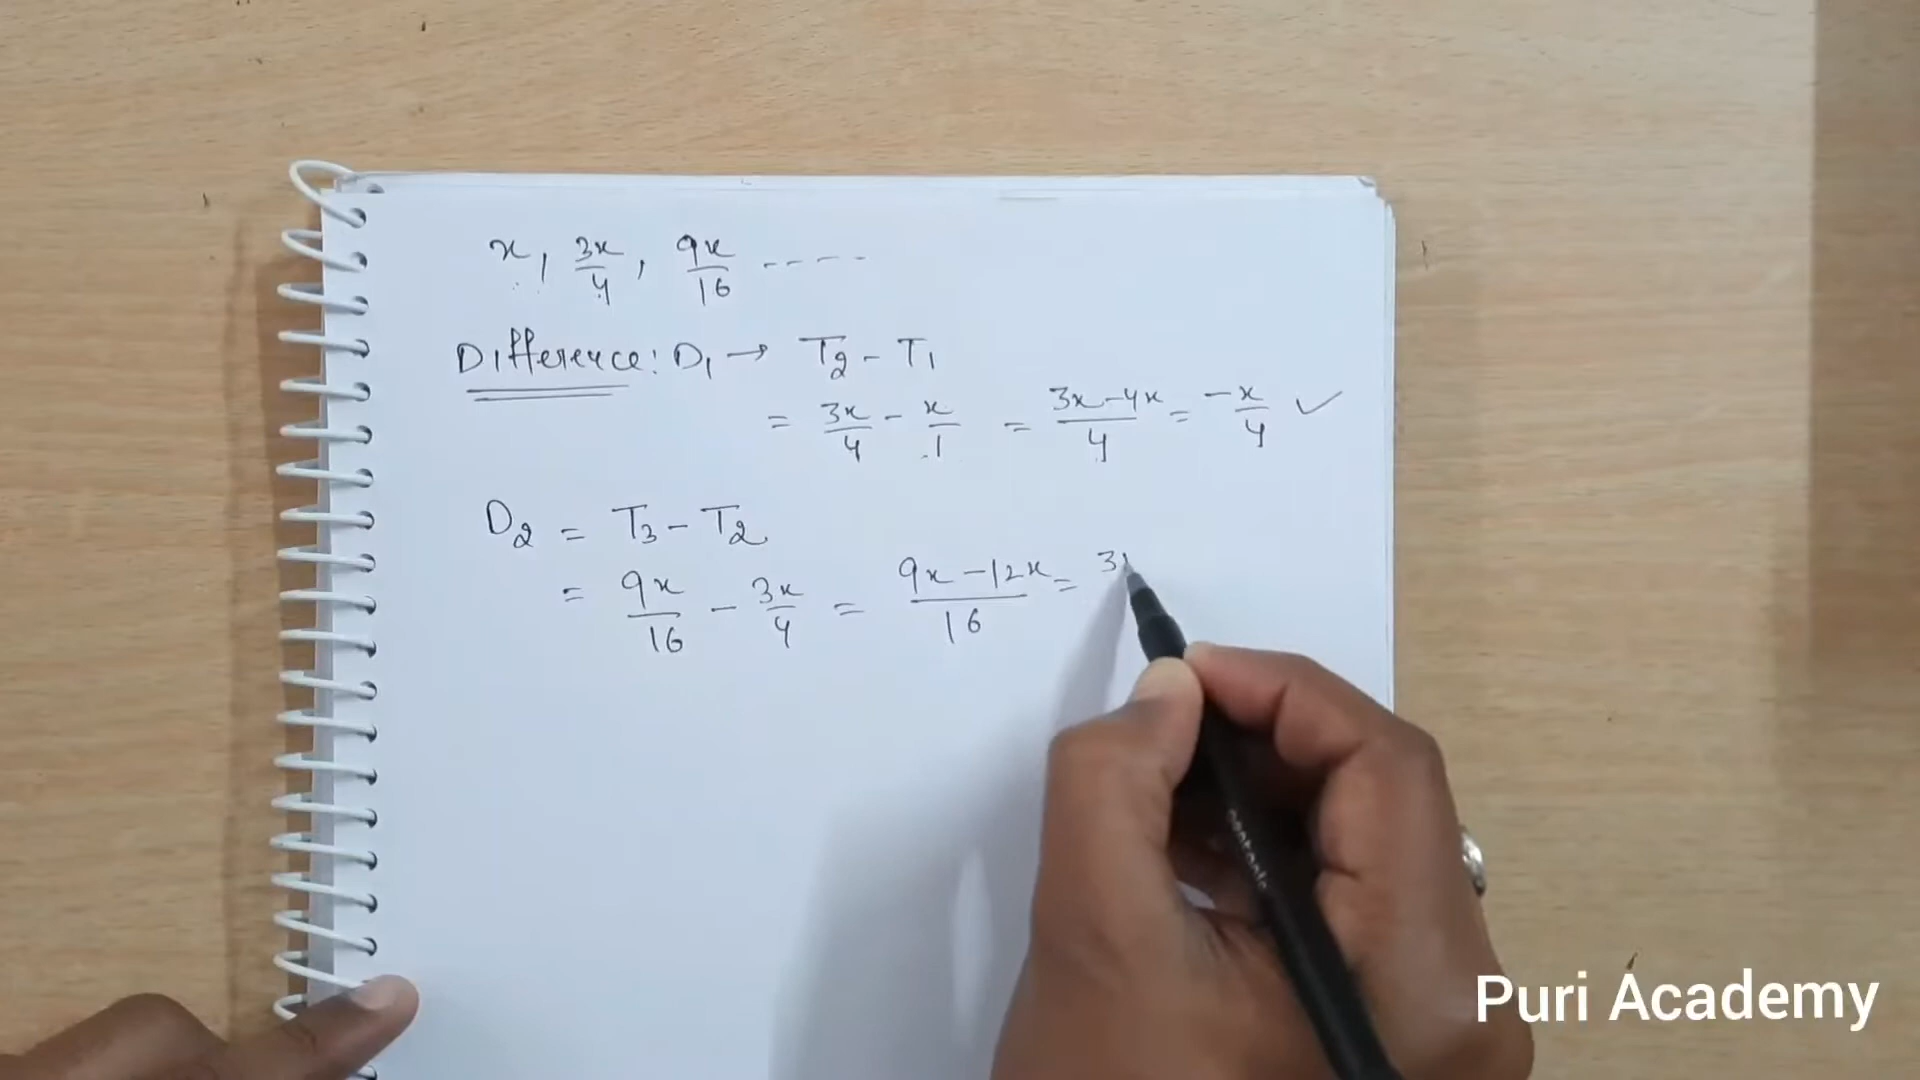 x, 3x/4, 9x/16 ----
Difference: D₁ → T₂ - T₁
= 3x/4 - x/1 = 3x-4x/4 = -x/4 ✓
D₂ = T₃ - T₂
= 9x/16 - 3x/4 = 9x-12x/16 = 3
Puri Academy